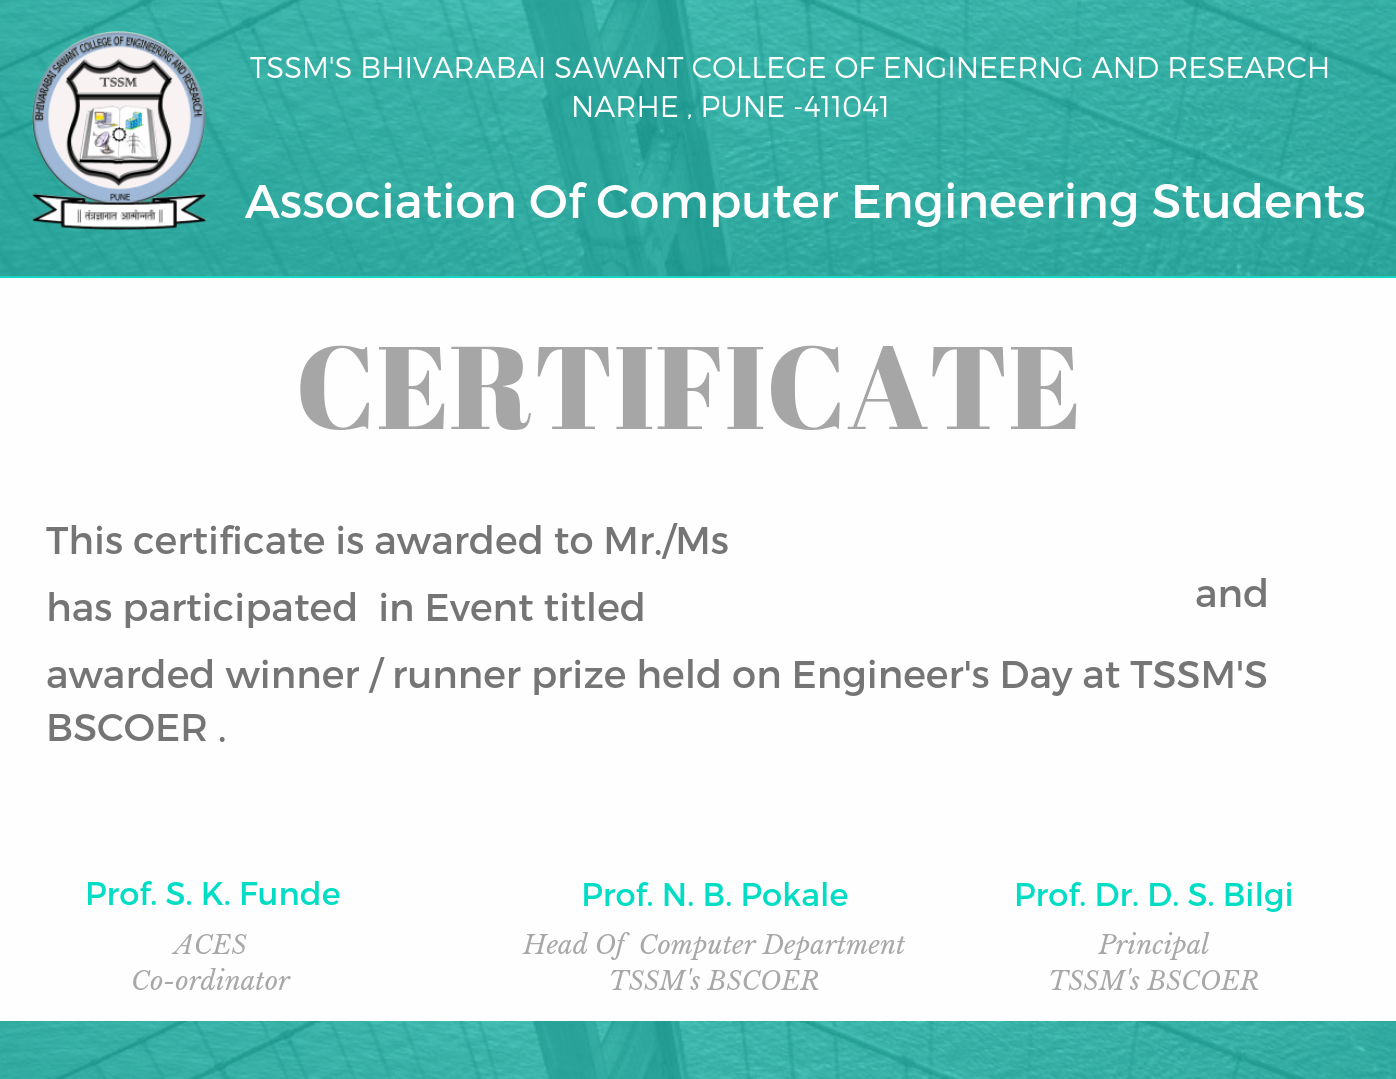 BHIVARABAI SAWANT COLLEGE OF ENGINEERING AND RESEARCH
TSSM
PUNE
|| तंत्रज्ञानात आत्मोन्नती ||
TSSM'S BHIVARABAI SAWANT COLLEGE OF ENGINEERNG AND RESEARCH
NARHE , PUNE -411041
Association Of Computer Engineering Students
CERTIFICATE
This certificate is awarded to Mr./Ms
has participated  in Event titled and
awarded winner / runner prize held on Engineer's Day at TSSM'S
BSCOER .
Prof. S. K. Funde
ACES
Co-ordinator
Prof. N. B. Pokale
Head Of  Computer Department
TSSM's BSCOER
Prof. Dr. D. S. Bilgi
Principal
TSSM's BSCOER